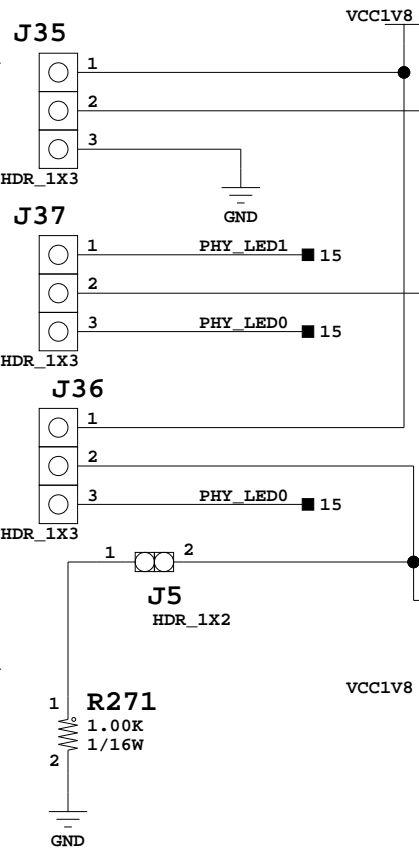 VCC1V8
J35
1
2
3
HDR_1X3
GND
J37
1
PHY_LED1
15
2
3
PHY_LED0
15
HDR_1X3
J36
1
2
3
PHY_LED0
15
HDR_1X3
1
2
J5
HDR_1X2
VCC1V8
1
R271
1.00K
1/16W
2
GND